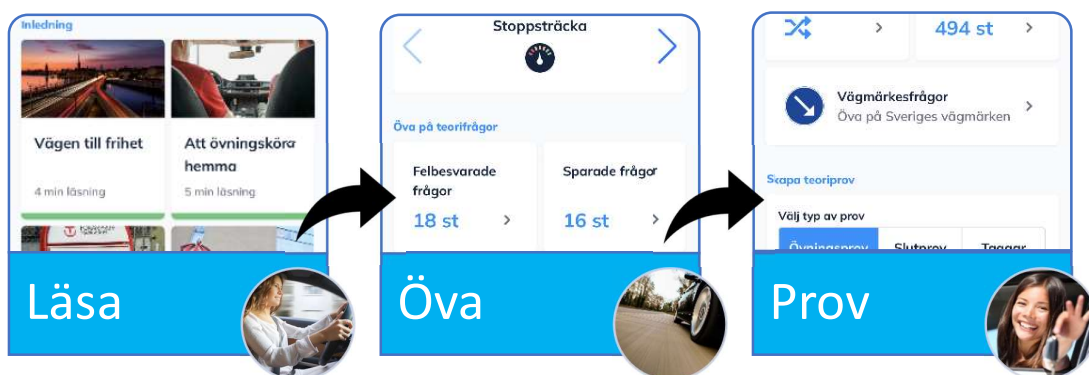 Inledning
Vägen till frihet
4 min läsning
Att övningsköra
hemma
5 min läsning
Läsa
Stoppsträcka
Öva på teorifrågor
Felbesvarade
frågor
18 st
Sparade frågor
16 st
Öva
494 st
Vägmärkesfrågor
Öva på Sveriges vägmärken
Skapa teoriprov
Välj typ av prov
Övningsprov Slutprov Taggar
Prov